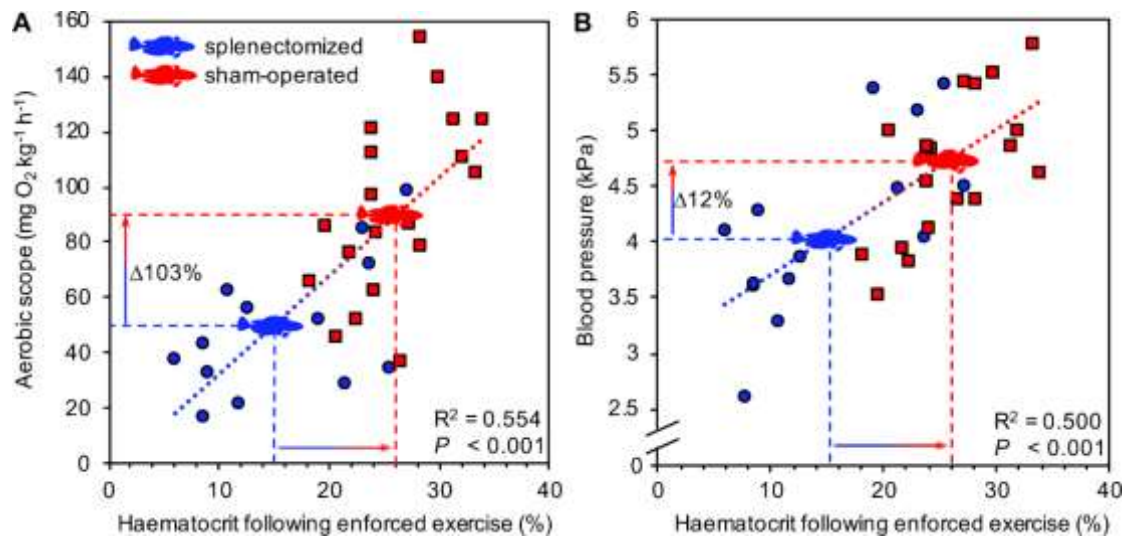 A
160
140
120
100
80
60
40
20
0
Aerobic scope (mg O₂ kg⁻¹ h⁻¹)
splenectomized
sham-operated
Δ103%
R² = 0.554
P < 0.001
0 10 20 30 40
Haematocrit following enforced exercise (%)
B
6
5.5
5
4.5
4
3.5
3
2.5
0
Blood pressure (kPa)
Δ12%
R² = 0.500
P < 0.001
0 10 20 30 40
Haematocrit following enforced exercise (%)